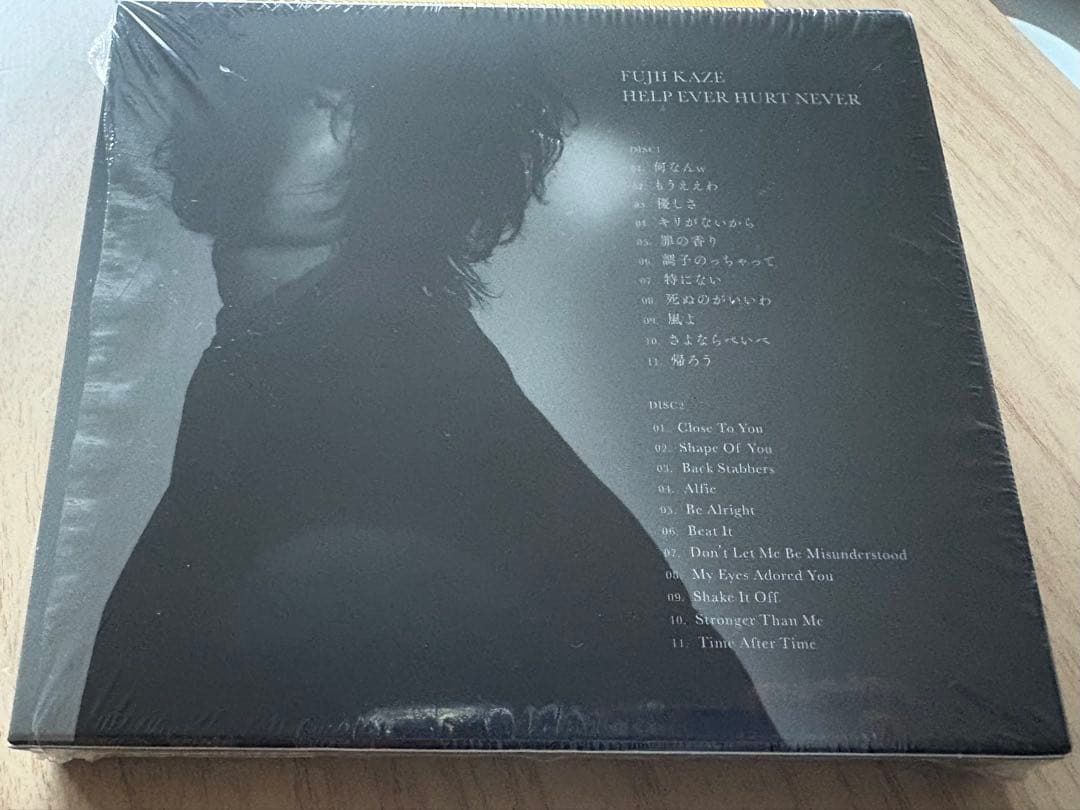 FUJII KAZE
HELP EVER HURT NEVER
DISC1
01. 何なんw
02. もうええわ
03. 優しさ
04. キリがないから
05. 罪の香り
06. 調子のっちゃって
07. 特にない
08. 死ぬのがいいわ
09. 風よ
10. さよならべいべ
11. 帰ろう
DISC2
01. Close To You
02. Shape Of You
03. Back Stabbers
04. Alfie
05. Be Alright
06. Beat It
07. Don't Let Me Be Misunderstood
08. My Eyes Adored You
09. Shake It Off
10. Stronger Than Me
11. Time After Time